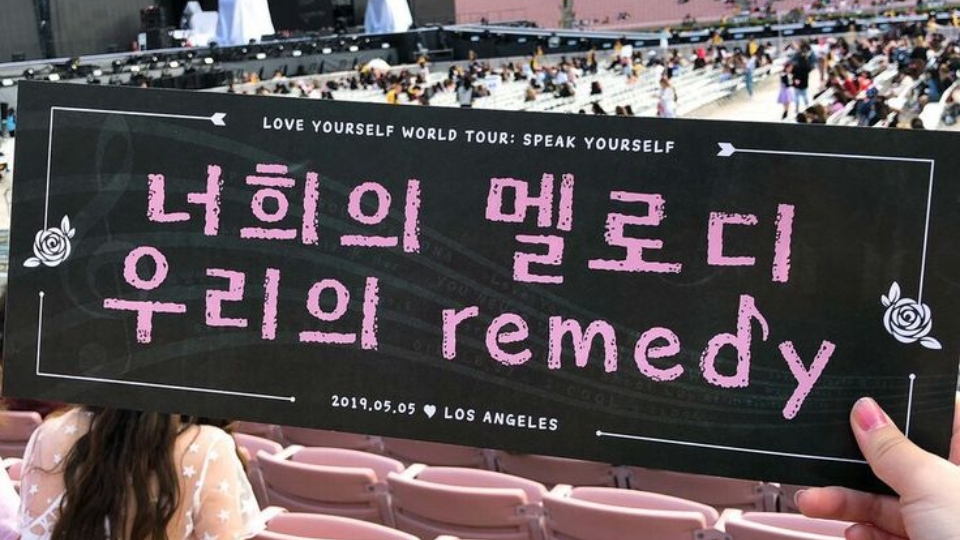 LOVE YOURSELF WORLD TOUR: SPEAK YOURSELF
너희의 멜로디
우리의 remedy
2019.05.05 ♥ LOS ANGELES